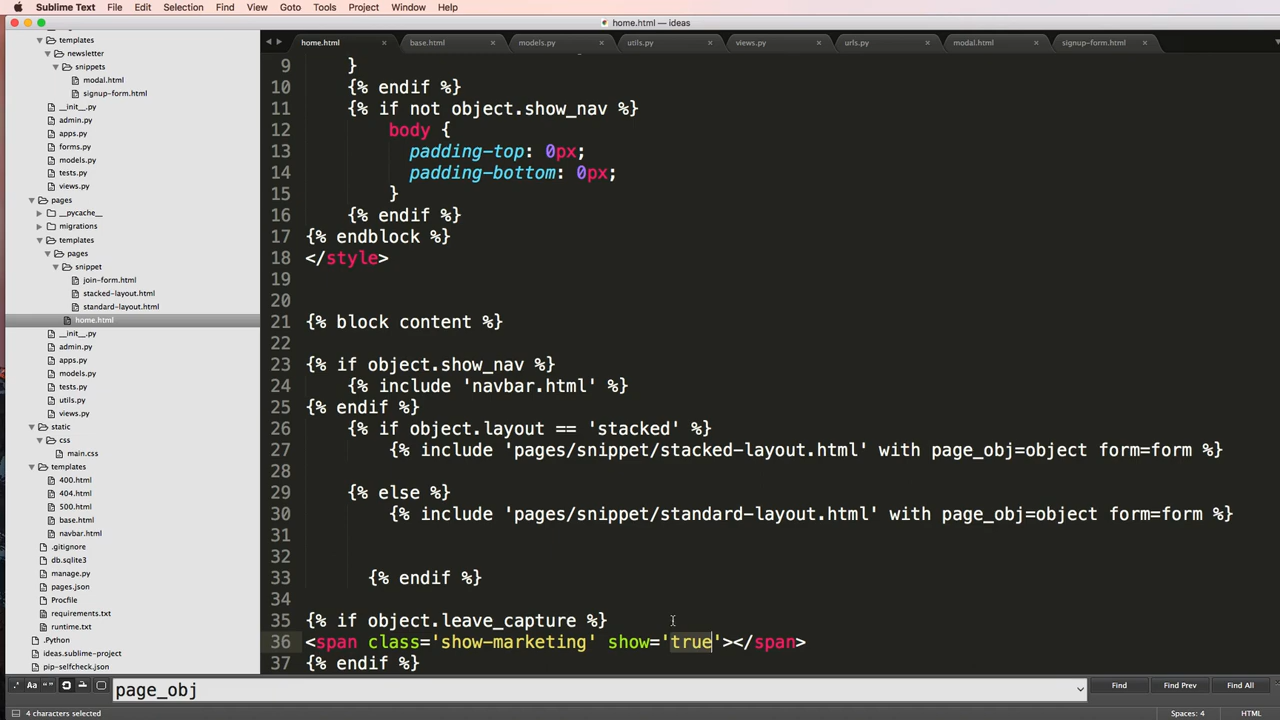 Sublime Text File Edit Selection Find View Goto Tools Project Window Help
home.html — ideas
home.html × base.html × models.py × utils.py × views.py × urls.py × modal.html × signup-form.html ×
templates
newsletter
snippets
modal.html
signup-form.html
__init__.py
admin.py
apps.py
forms.py
models.py
tests.py
views.py
pages
__pycache__
migrations
templates
pages
snippet
join-form.html
stacked-layout.html
standard-layout.html
home.html
__init__.py
admin.py
apps.py
models.py
tests.py
utils.py
views.py
static
css
main.css
templates
400.html
404.html
500.html
base.html
navbar.html
.gitignore
db.sqlite3
manage.py
pages.json
Procfile
requirements.txt
runtime.txt
.Python
ideas.sublime-project
pip-selfcheck.json
9 }
10 {% endif %}
11 {% if not object.show_nav %}
12 body {
13 padding-top: 0px;
14 padding-bottom: 0px;
15 }
16 {% endif %}
17 {% endblock %}
18 </style>
19
20
21 {% block content %}
22
23 {% if object.show_nav %}
24 {% include 'navbar.html' %}
25 {% endif %}
26 {% if object.layout == 'stacked' %}
27 {% include 'pages/snippet/stacked-layout.html' with page_obj=object form=form %}
28
29 {% else %}
30 {% include 'pages/snippet/standard-layout.html' with page_obj=object form=form %}
31
32
33 {% endif %}
34
35 {% if object.leave_capture %}
36 <span class='show-marketing' show='true'></span>
37 {% endif %}
.* Aa “” page_obj Find Find Prev Find All
4 characters selected Spaces: 4 HTML